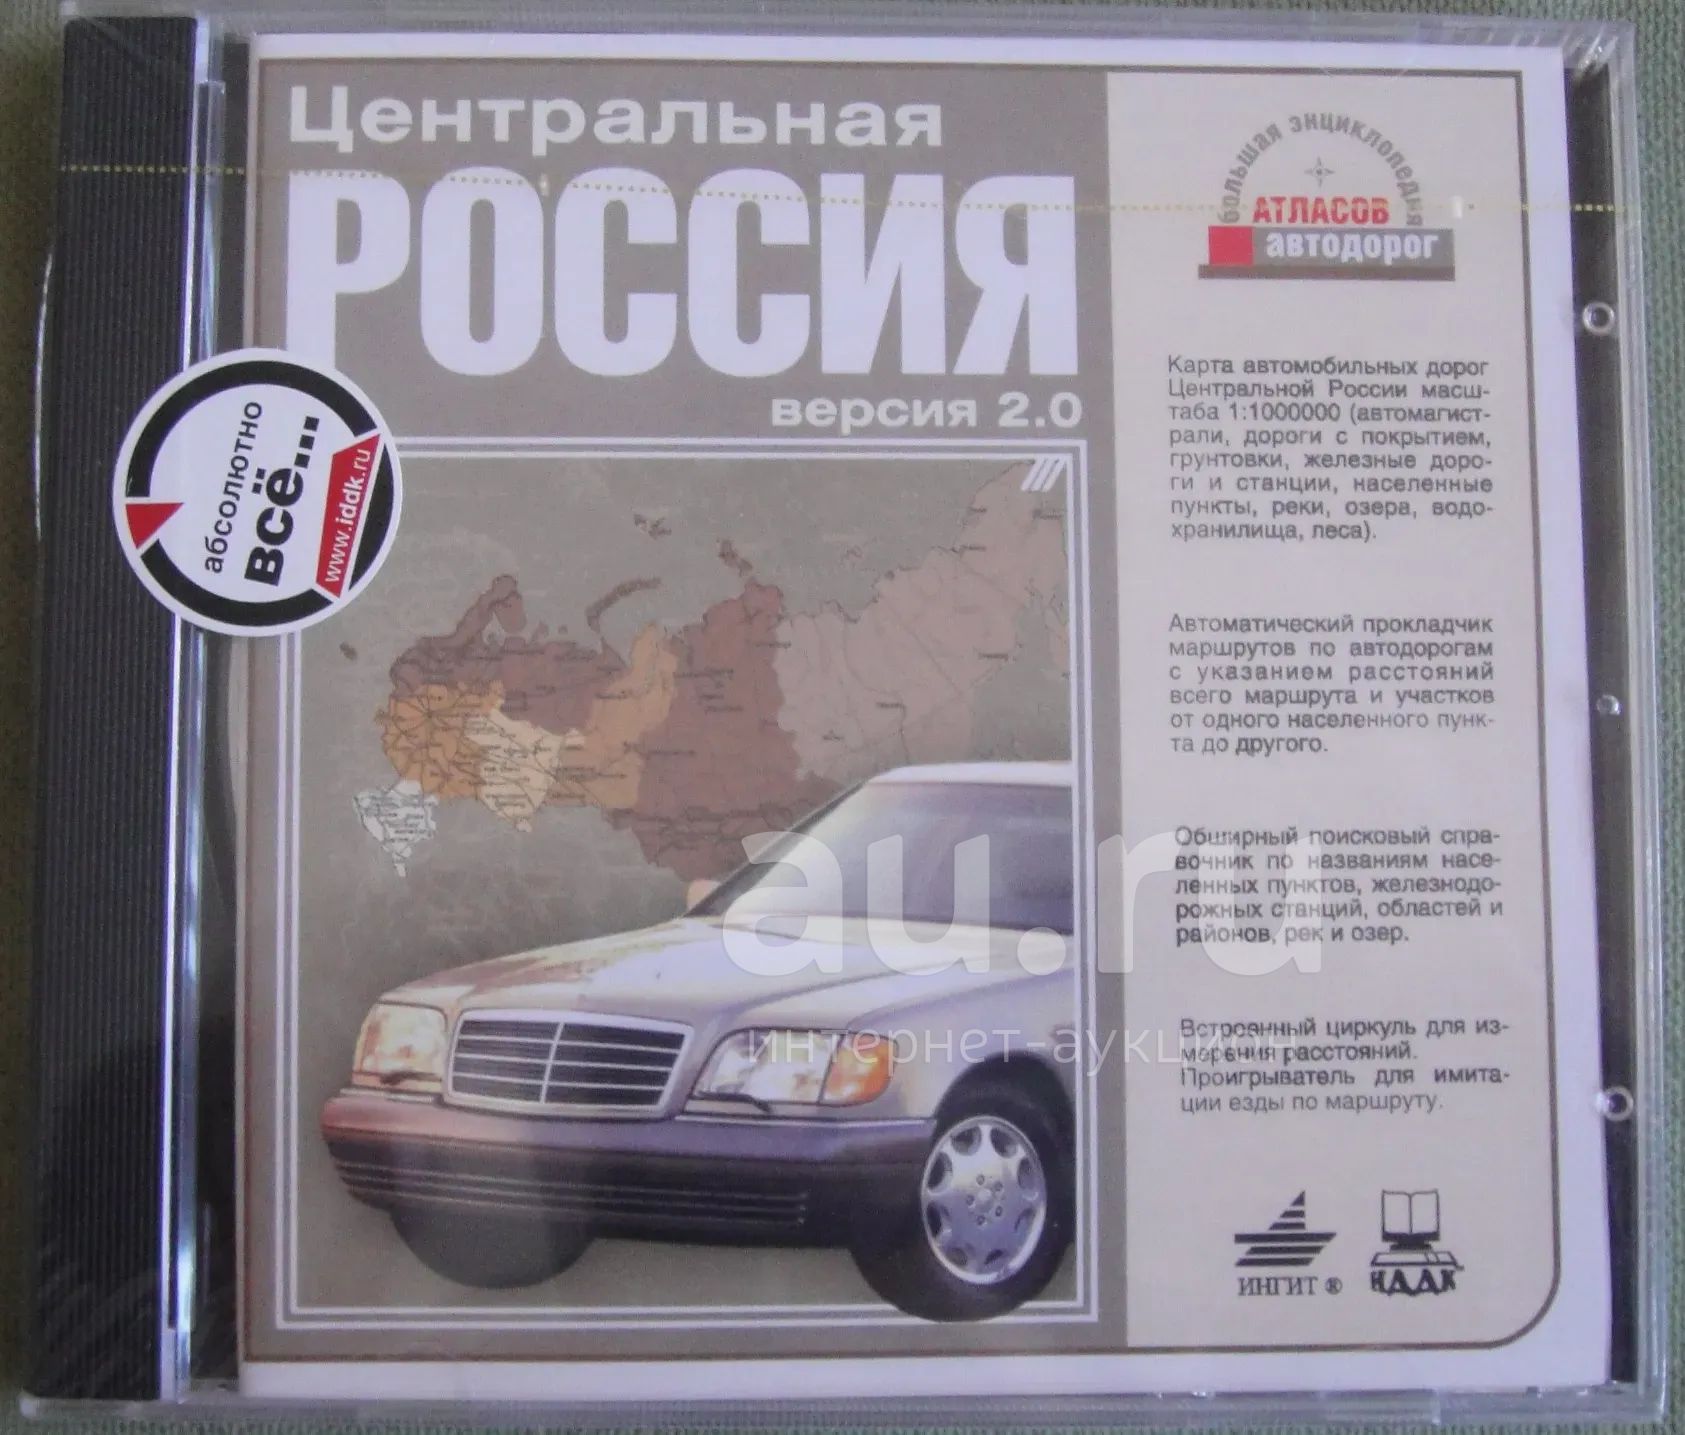 Центральная
РОССИЯ
версия 2.0
абсолютно
всё...
www.iddk.ru
большая энциклопедия
АТЛАСОВ
автодорог
Карта автомобильных дорог
Центральной России масш-
таба 1:1000000 (автомагист-
рали, дороги с покрытием,
грунтовки, железные доро-
ги и станции, населенные
пункты, реки, озера, водо-
хранилища, леса).
Автоматический прокладчик
маршрутов по автодорогам
с указанием расстояний
всего маршрута и участков
от одного населенного пунк-
та до другого.
Обширный поисковый спра-
вочник по названиям насе-
ленных пунктов, железнодо-
рожных станций, областей и
районов, рек и озер.
Встроенный циркуль для из-
мерения расстояний.
Проигрыватель для имита-
ции езды по маршруту.
ИНГИТ ®
ИДДК
au.ru
интернет-аукцион